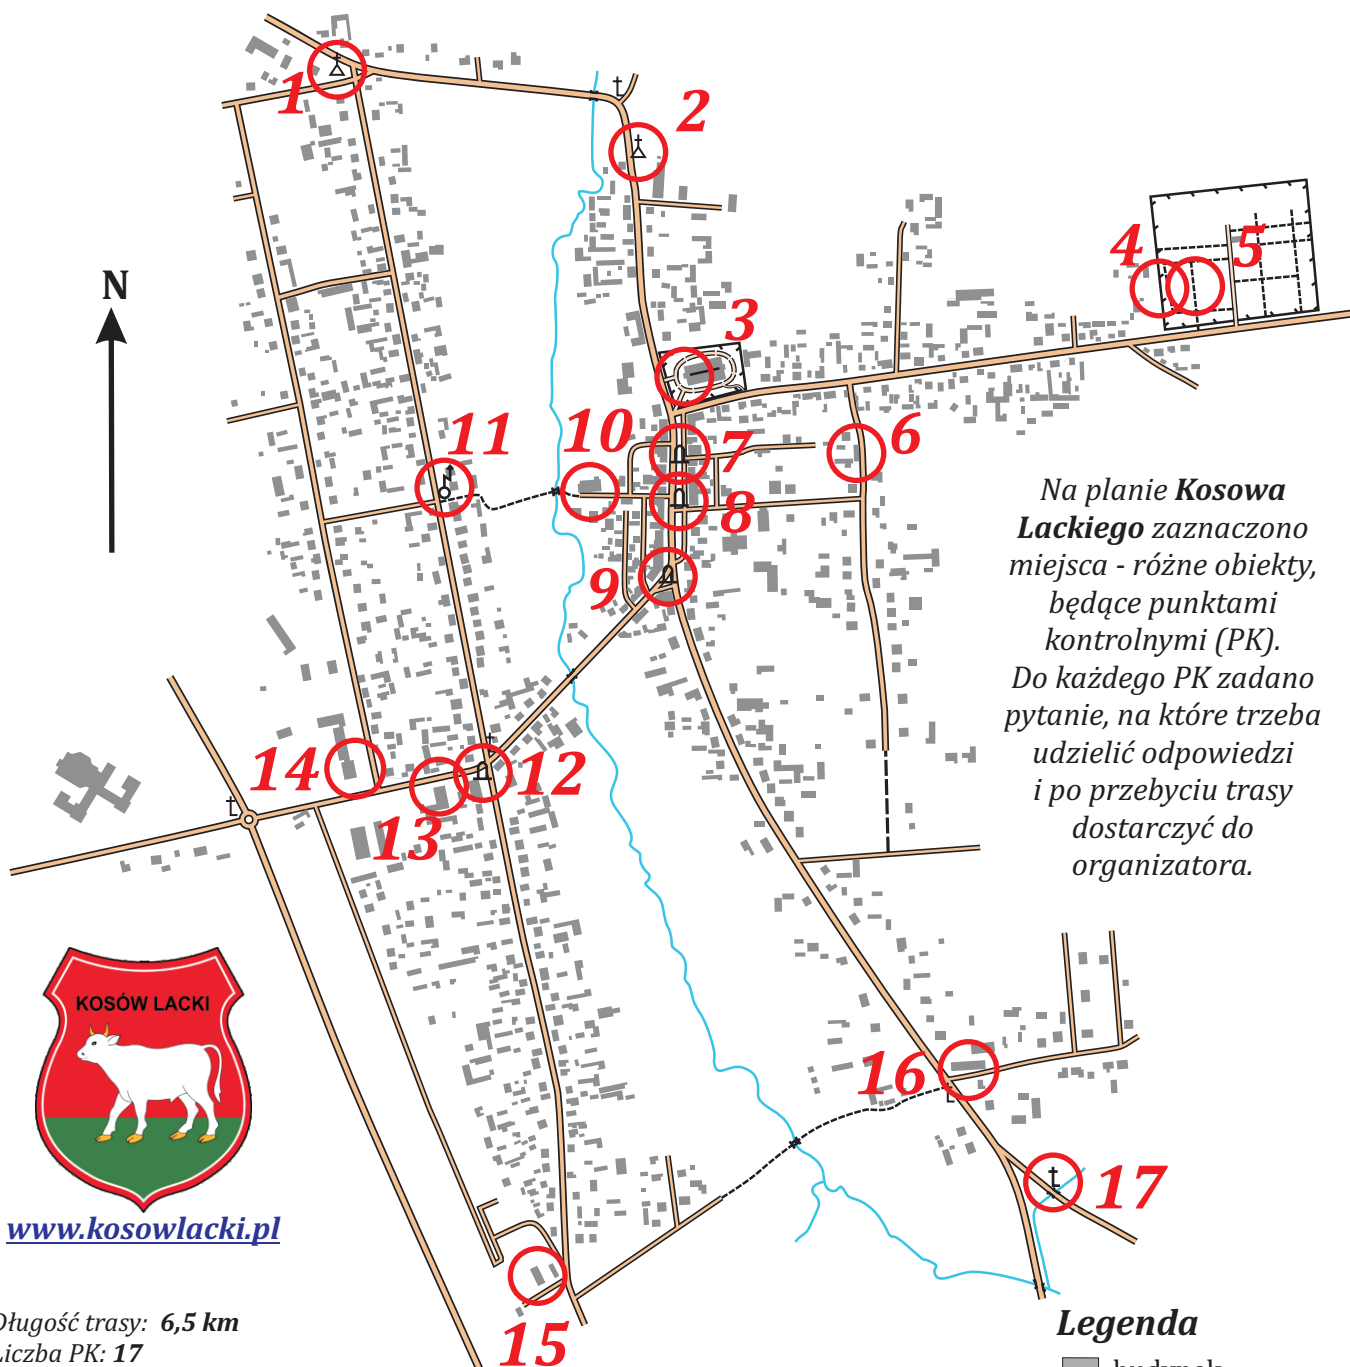 1
2
4
5
N
3
11
10
7
6
8
9
Na planie Kosowa
Lackiego zaznaczono
miejsca - różne obiekty,
będące punktami
kontrolnymi (PK).
Do każdego PK zadano
pytanie, na które trzeba
udzielić odpowiedzi
i po przebyciu trasy
dostarczyć do
organizatora.
14
12
13
KOSÓW LACKI
16
17
www.kosowlacki.pl
Długość trasy: 6,5 km
Liczba PK: 17
15
Legenda
budynek